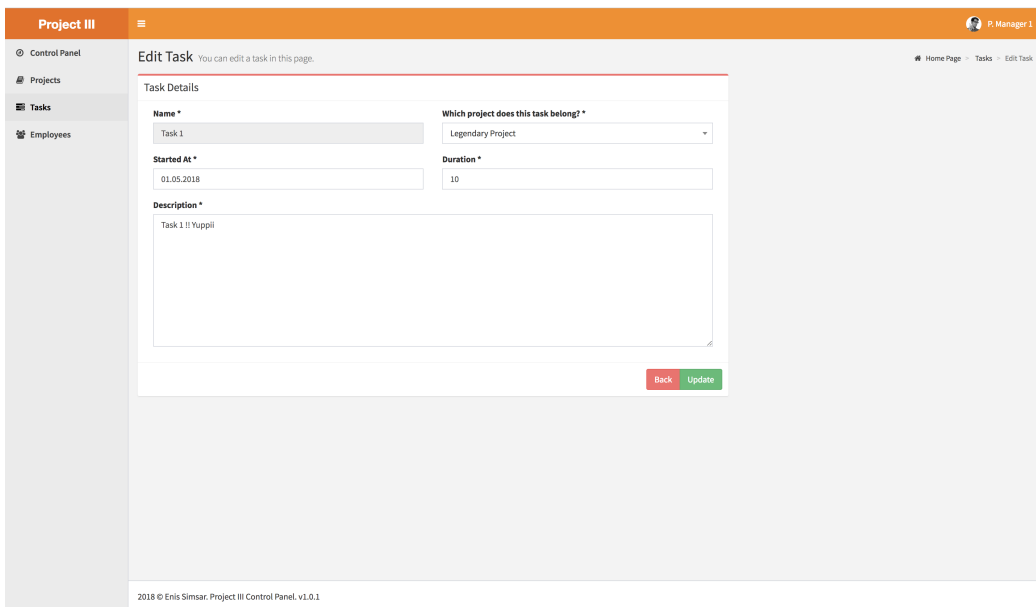 Project III
P. Manager 1
Control Panel
Projects
Tasks
Employees
Edit Task You can edit a task in this page.
Home Page > Tasks > Edit Task
Task Details
Name *
Which project does this task belong? *
Task 1
Legendary Project
Started At *
Duration *
01.05.2018
10
Description *
Task 1 !! Yuppii
Back
Update
2018 © Enis Simsar. Project III Control Panel. v1.0.1